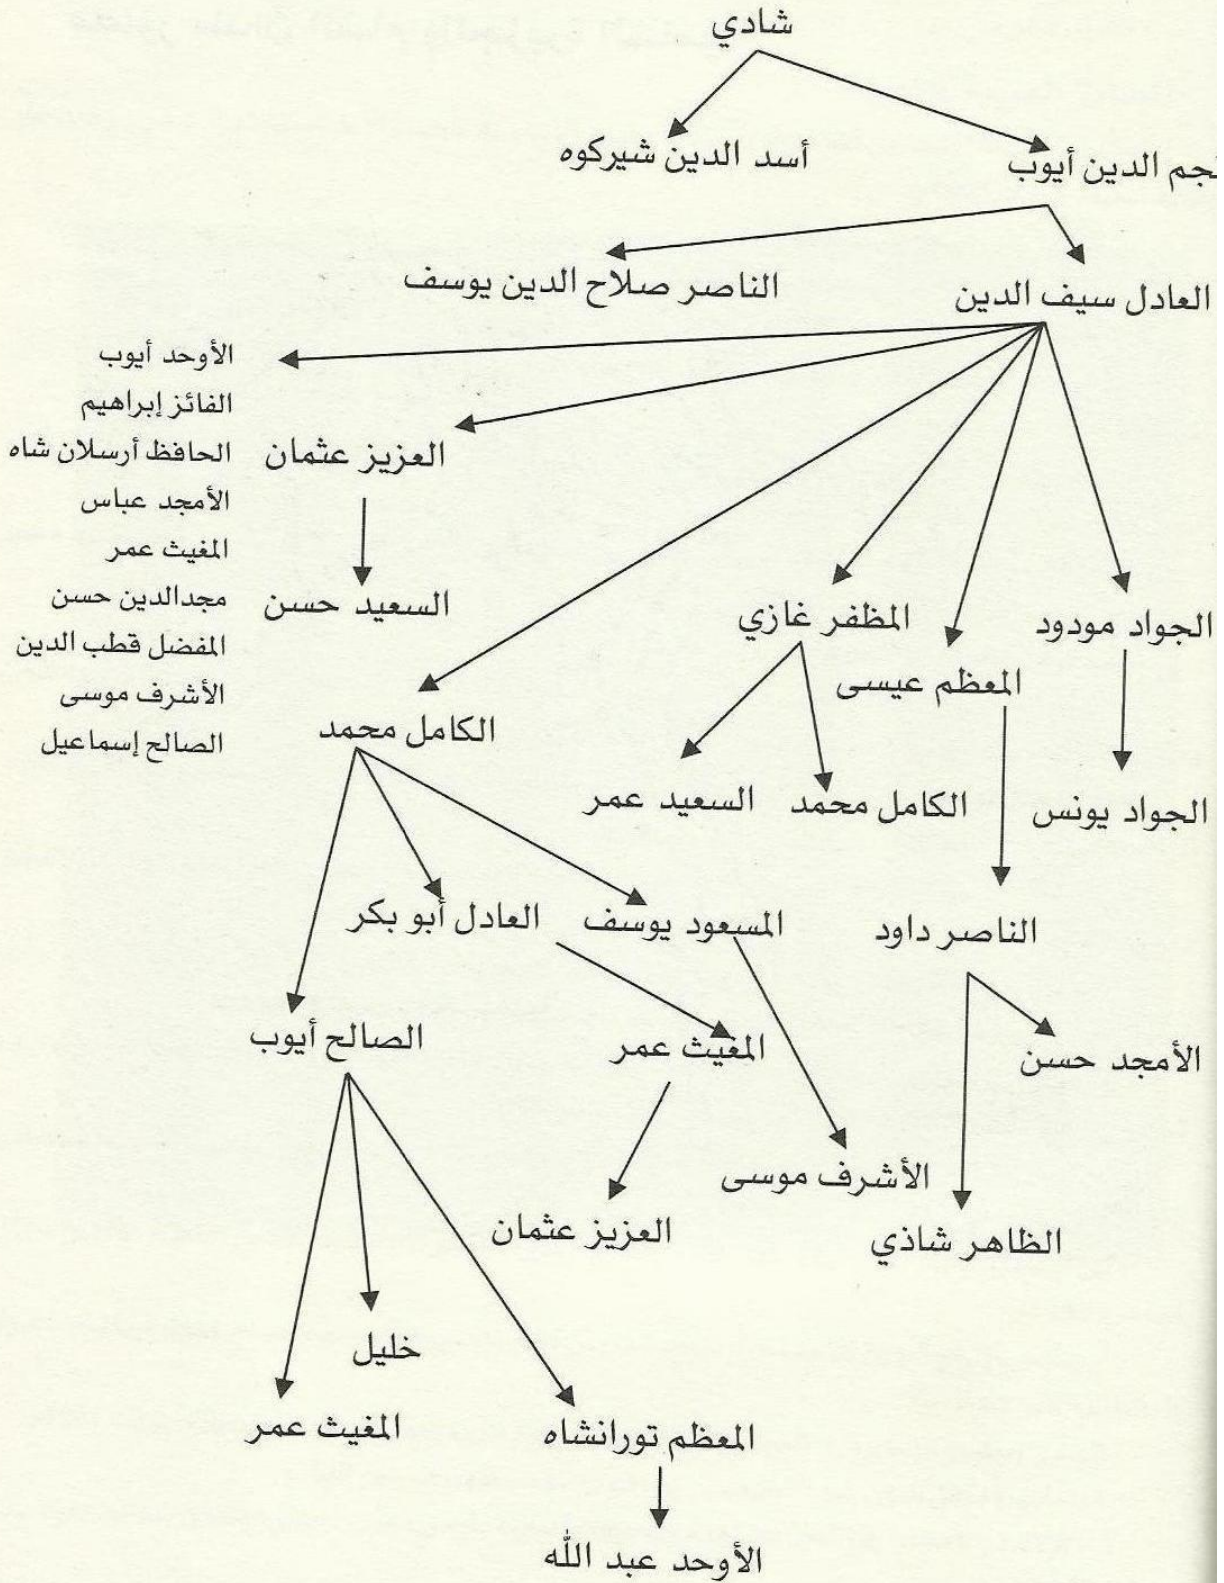 شادي
نجم الدين أيوب
أسد الدين شيركوه
العادل سيف الدين
الناصر صلاح الدين يوسف
الأوحد أيوب
الفائز إبراهيم
الحافظ أرسلان شاه
الأمجد عباس
المغيث عمر
مجدالدين حسن
المفضل قطب الدين
الأشرف موسى
الصالح إسماعيل
العزيز عثمان
السعيد حسن
الجواد مودود
المظفر غازي
المعظم عيسى
الكامل محمد
الجواد يونس
الكامل محمد
السعيد عمر
الناصر داود
المسعود يوسف
العادل أبو بكر
الأمجد حسن
المغيث عمر
الصالح أيوب
الأشرف موسى
الظاهر شاذي
العزيز عثمان
خليل
المعظم تورانشاه
المغيث عمر
الأوحد عبد الله